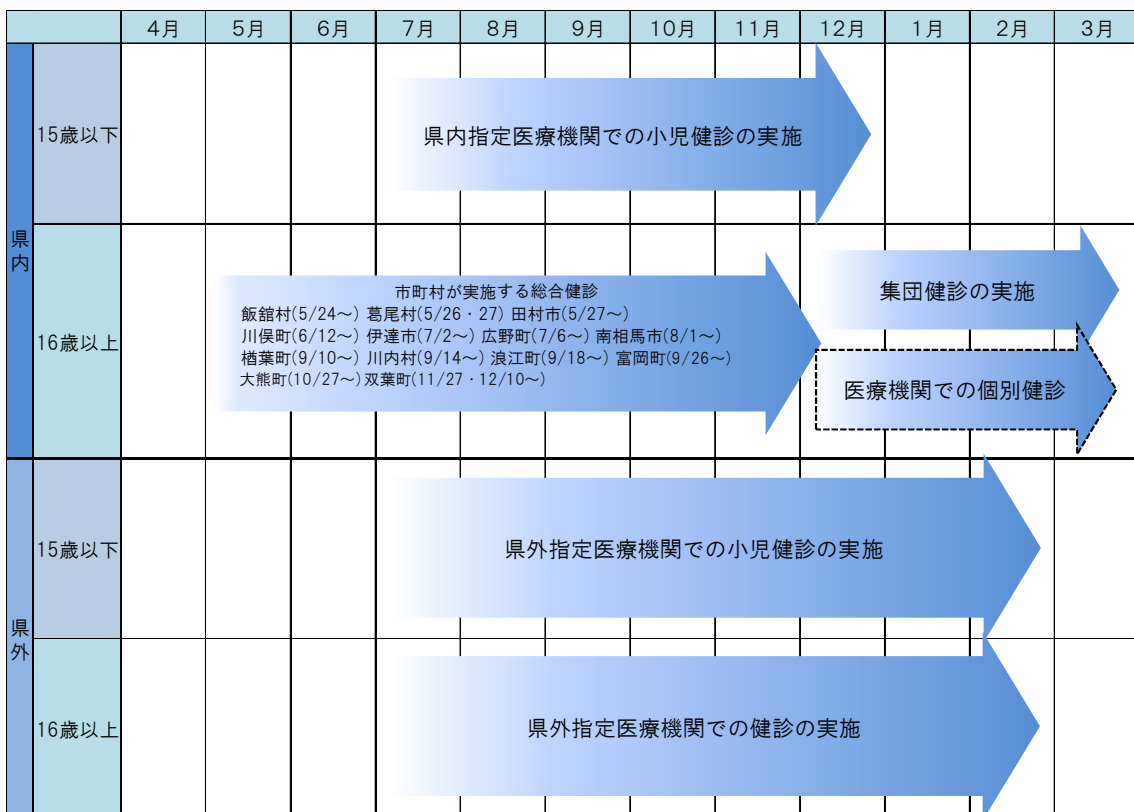 4月 5月 6月 7月 8月 9月 10月 11月 12月 1月 2月 3月
県内
15歳以下
県内指定医療機関での小児健診の実施
16歳以上
市町村が実施する総合健診
飯舘村(5/24～) 葛尾村(5/26・27) 田村市(5/27～)
川俣町(6/12～) 伊達市(7/2～) 広野町(7/6～) 南相馬市(8/1～)
楢葉町(9/10～) 川内村(9/14～) 浪江町(9/18～) 富岡町(9/26～)
大熊町(10/27～) 双葉町(11/27・12/10～)
集団健診の実施
医療機関での個別健診
県外
15歳以下
県外指定医療機関での小児健診の実施
16歳以上
県外指定医療機関での健診の実施